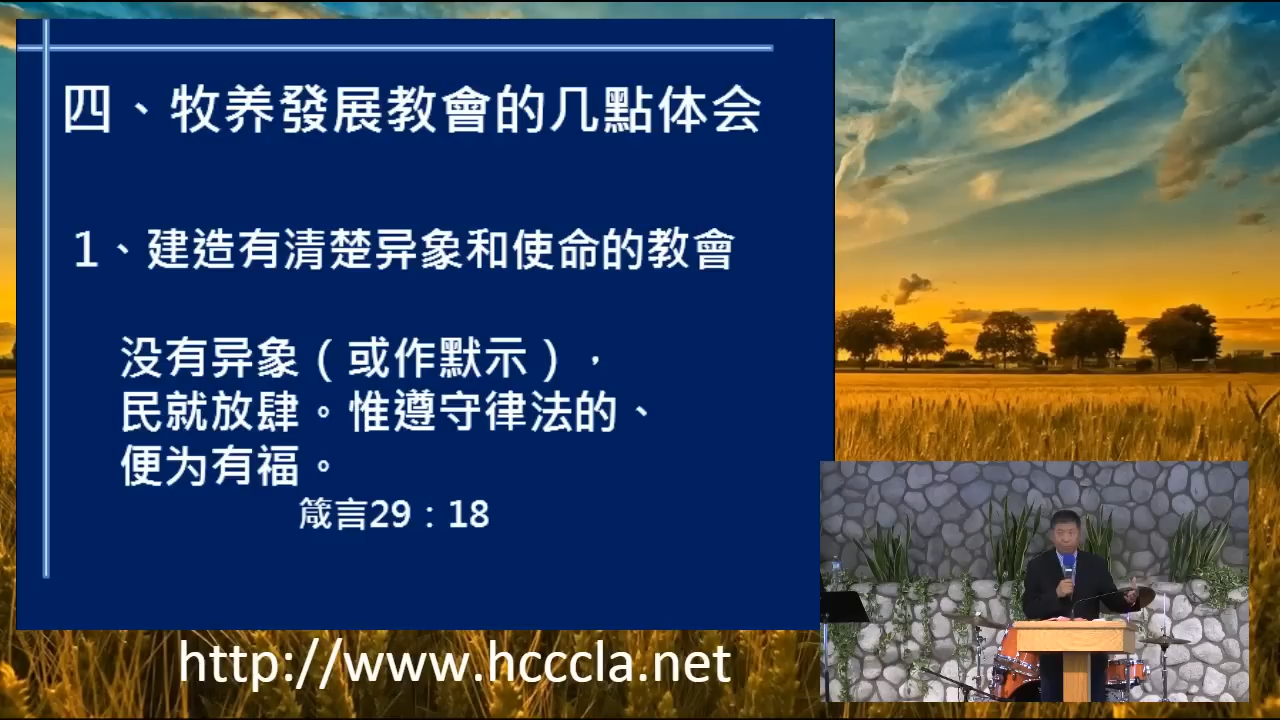 四、牧养發展教會的几點体会
1、建造有清楚异象和使命的教會
没有异象（或作默示），
民就放肆。惟遵守律法的、
便为有福。
箴言29：18
http://www.hcccla.net